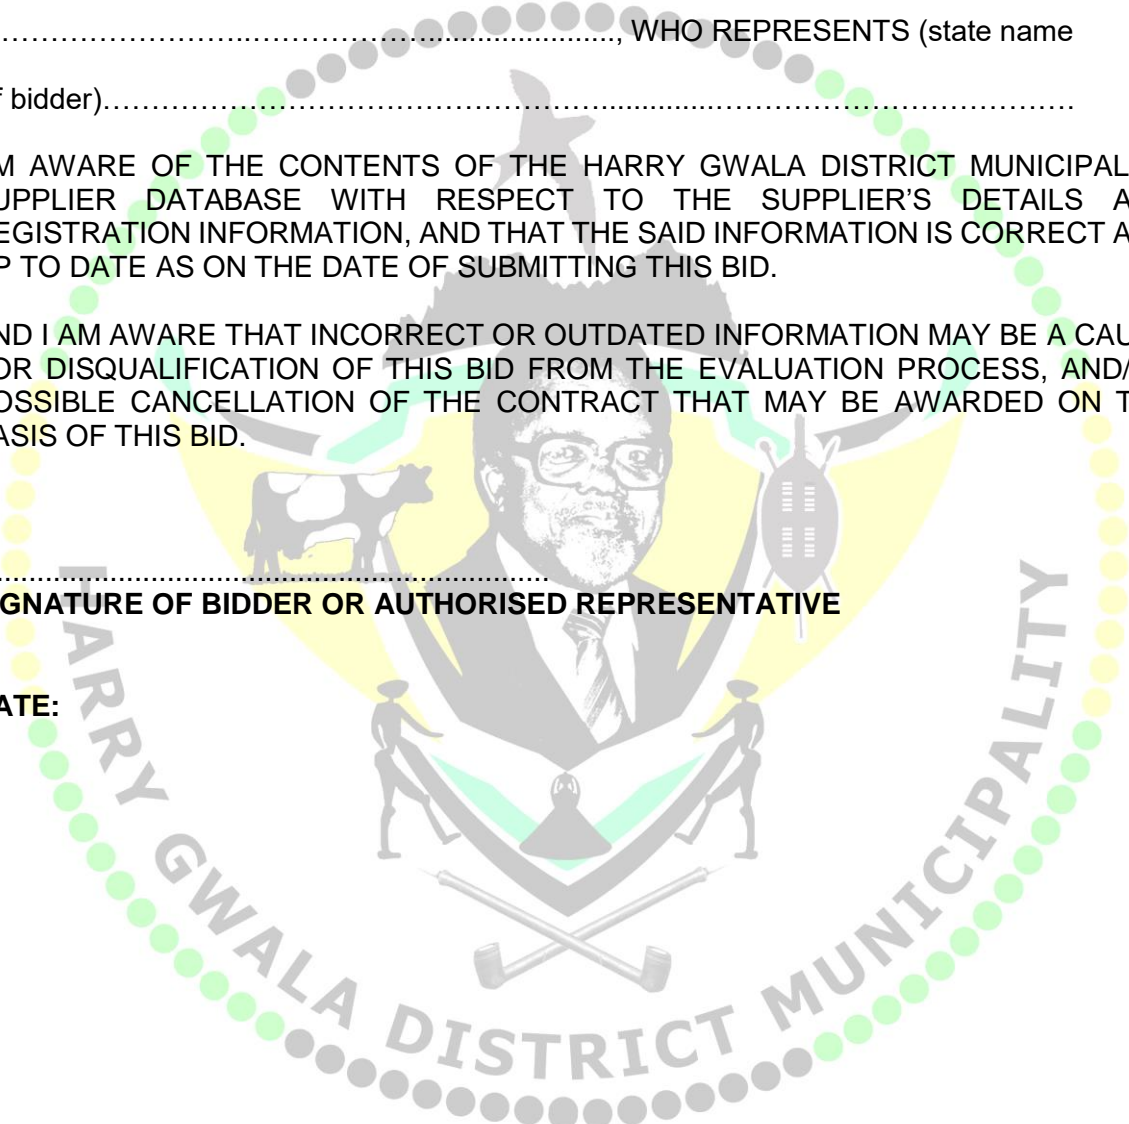 ………………………..………………....................., WHO REPRESENTS (state name
f bidder)……………………………………………..............………………….……………….
M AWARE OF THE CONTENTS OF THE HARRY GWALA DISTRICT MUNICIPAL
UPPLIER DATABASE WITH RESPECT TO THE SUPPLIER’S DETAILS A
EGISTRATION INFORMATION, AND THAT THE SAID INFORMATION IS CORRECT A
P TO DATE AS ON THE DATE OF SUBMITTING THIS BID.
ND I AM AWARE THAT INCORRECT OR OUTDATED INFORMATION MAY BE A CAU
OR DISQUALIFICATION OF THIS BID FROM THE EVALUATION PROCESS, AND/
OSSIBLE CANCELLATION OF THE CONTRACT THAT MAY BE AWARDED ON T
ASIS OF THIS BID.
....................................................................
GNATURE OF BIDDER OR AUTHORISED REPRESENTATIVE
ATE:
HARRY GWALA DISTRICT MUNICIPALITY